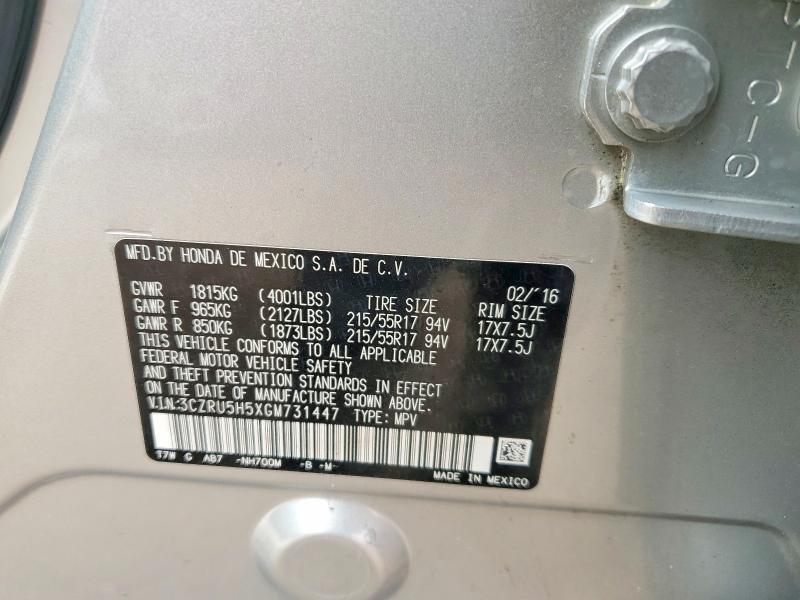 PTC-G
MFD.BY HONDA DE MEXICO S.A. DE C.V.
02/'16
GVWR 1815KG (4001LBS) TIRE SIZE RIM SIZE
GAWR F 965KG (2127LBS) 215/55R17 94V 17X7.5J
GAWR R 850KG (1873LBS) 215/55R17 94V 17X7.5J
THIS VEHICLE CONFORMS TO ALL APPLICABLE
FEDERAL MOTOR VEHICLE SAFETY
AND THEFT PREVENTION STANDARDS IN EFFECT
ON THE DATE OF MANUFACTURE SHOWN ABOVE.
V.I.N:3CZRU5H5XGM731447 TYPE: MPV
17W G AB7 -NH700M -B -M-
MADE IN MEXICO